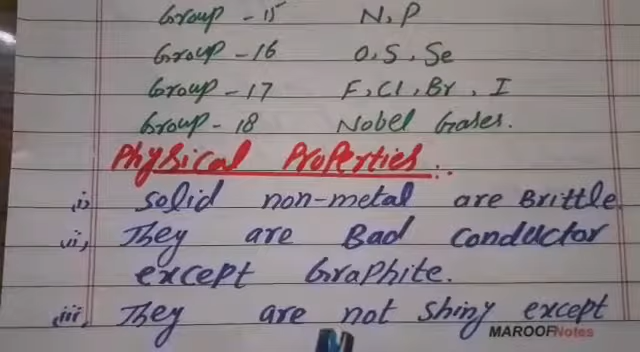 Group - 15 N, P
Group - 16 O, S, Se
Group - 17 F, Cl, Br, I
Group - 18 Nobel Gases.
Physical Properties:.
i, solid non-metal are Brittle.
ii, They are Bad conductor
except Graphite.
iii, They are not shiny except
MAROOFNotes